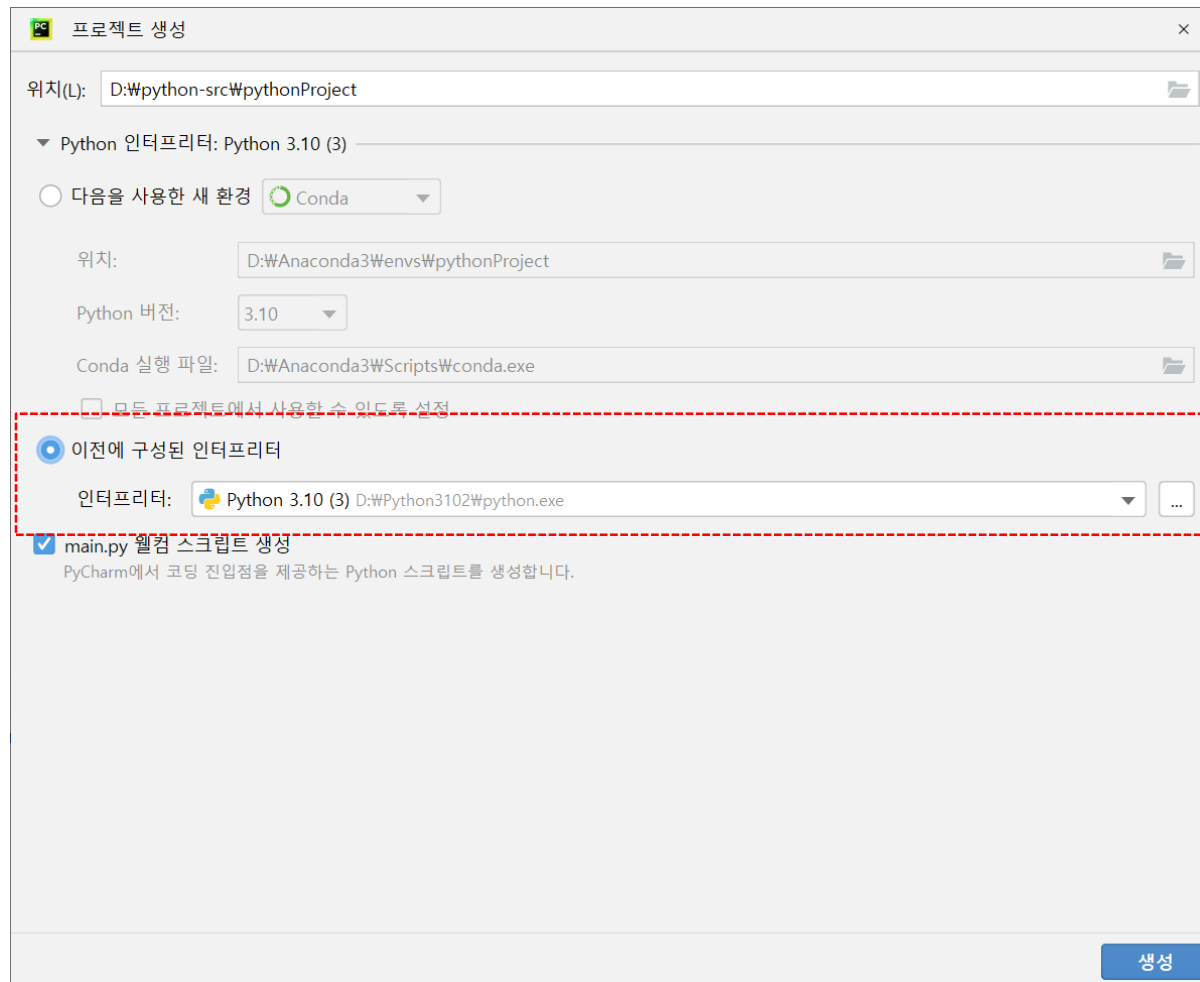 PC
프로젝트 생성
위치(L): D:₩python-src₩pythonProject
Python 인터프리터: Python 3.10 (3)
다음을 사용한 새 환경 Conda
위치: D:₩Anaconda3₩envs₩pythonProject
Python 버전: 3.10
Conda 실행 파일: D:₩Anaconda3₩Scripts₩conda.exe
모든 프로젝트에서 사용할 수 있도록 설정
이전에 구성된 인터프리터
인터프리터: Python 3.10 (3) D:₩Python3102₩python.exe ...
main.py 웰컴 스크립트 생성
PyCharm에서 코딩 진입점을 제공하는 Python 스크립트를 생성합니다.
생성